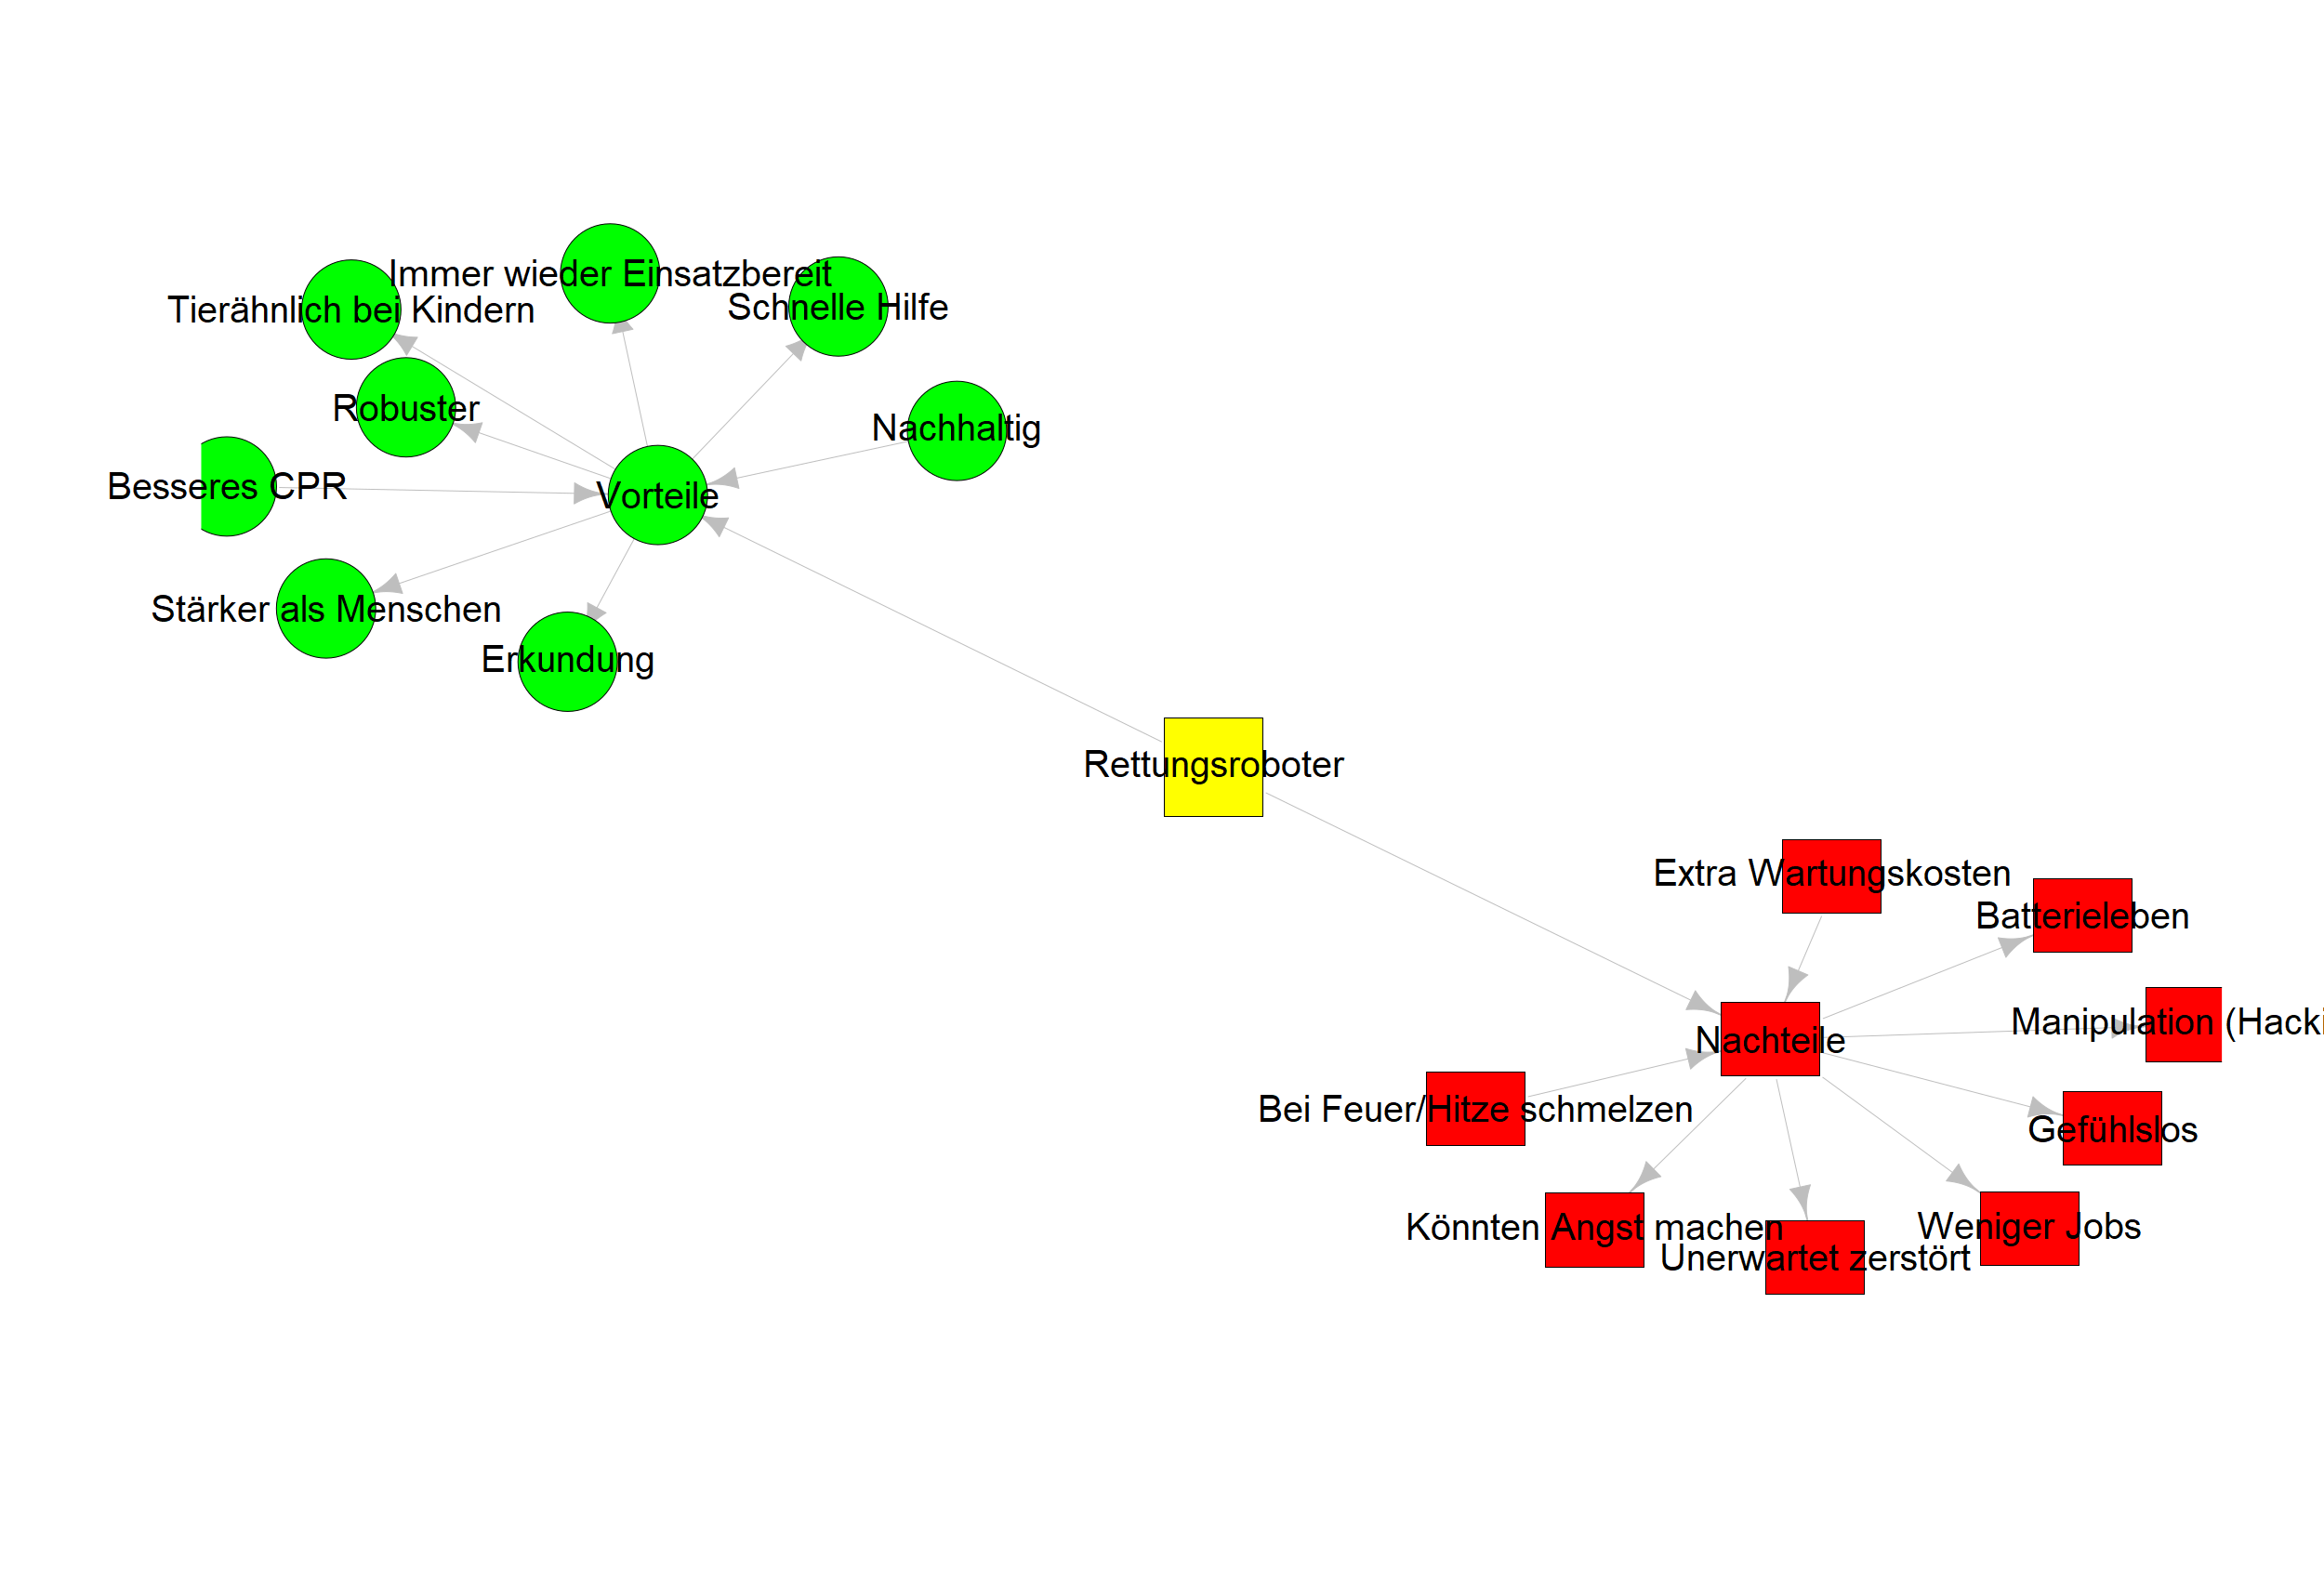 Immer wieder Einsatzbereit
Tierähnlich bei Kindern
Schnelle Hilfe
Robuster
Nachhaltig
Besseres CPR
Vorteile
Stärker als Menschen
Erkundung
Rettungsroboter
Extra Wartungskosten
Batterieleben
Manipulation (Hacki
Nachteile
Bei Feuer/Hitze schmelzen
Gefühlslos
Könnten Angst machen
Weniger Jobs
Unerwartet zerstört